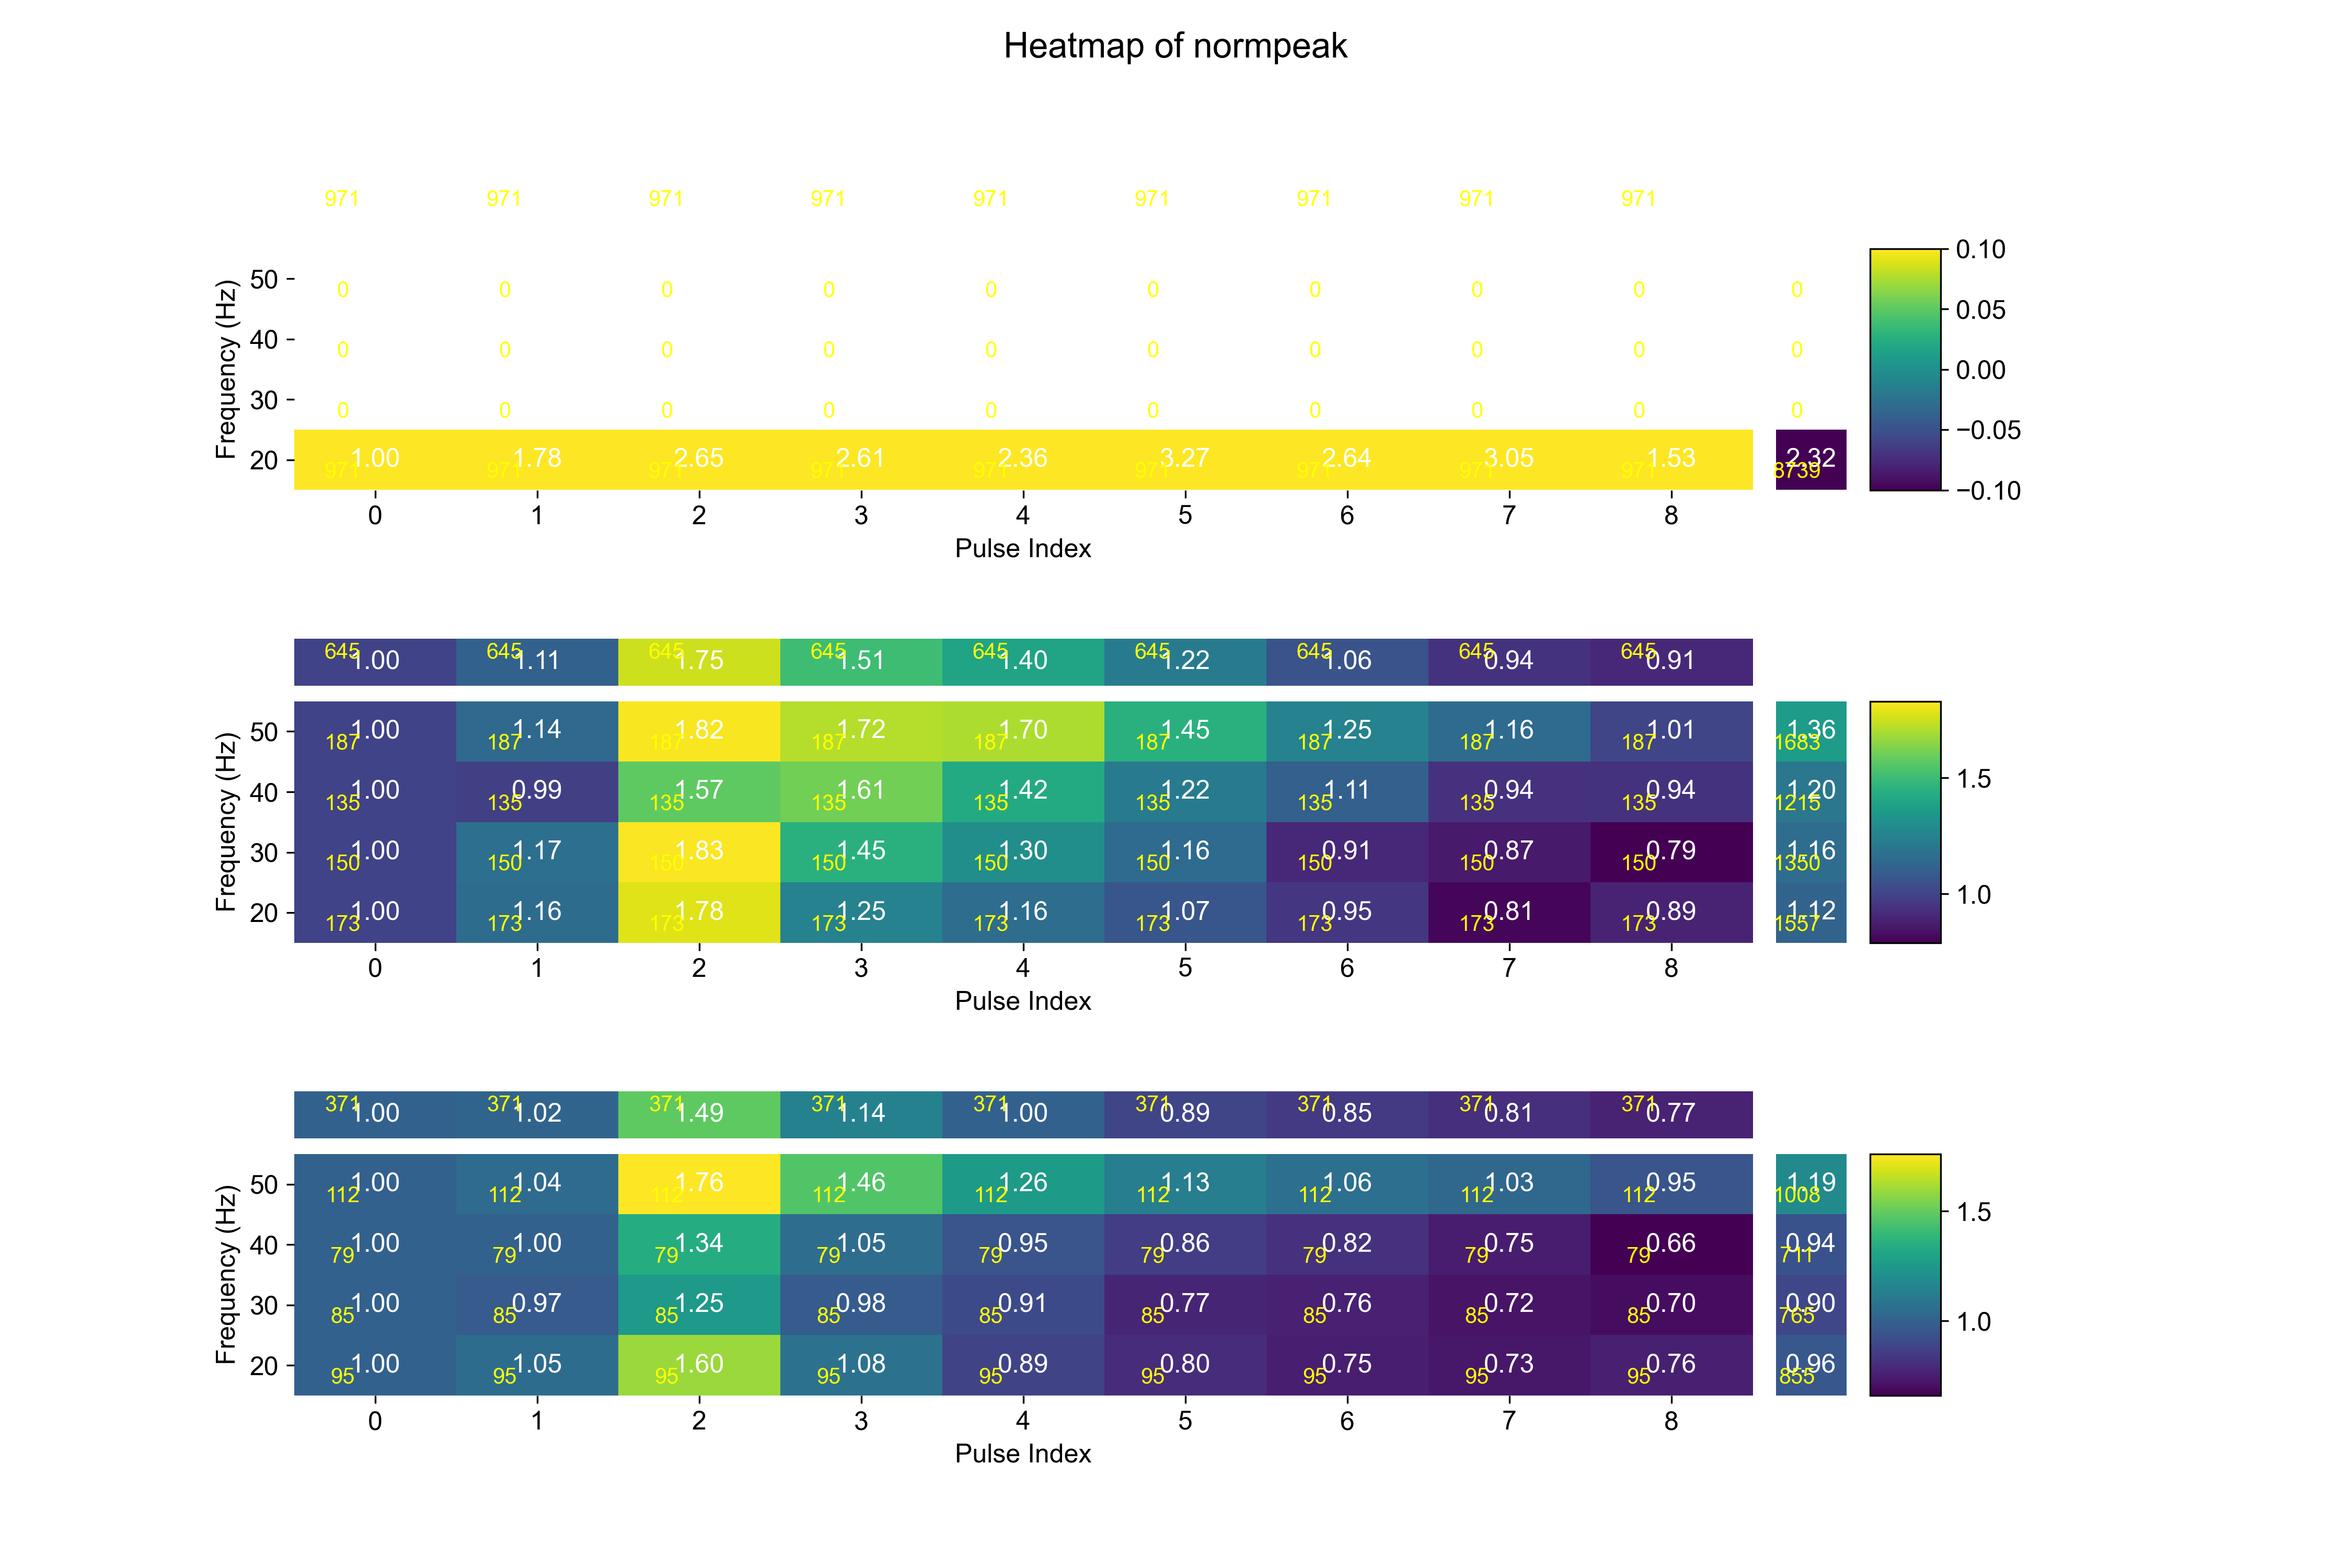 Heatmap of normpeak
971 971 971 971 971 971 971 971 971
0.10
50 0 0 0 0 0 0 0 0 0 0
0.05
40 0 0 0 0 0 0 0 0 0 0
0.00
30 0 0 0 0 0 0 0 0 0 0
−0.05
20 1.00 1.78 2.65 2.61 2.36 3.27 2.64 3.05 1.53 2.32
971 971 971 971 971 971 971 971 971 8739
−0.10
Frequency (Hz)
0 1 2 3 4 5 6 7 8
Pulse Index
645 645 645 645 645 645 645 645 645
1.00 1.11 1.75 1.51 1.40 1.22 1.06 0.94 0.91
50 1.00 1.14 1.82 1.72 1.70 1.45 1.25 1.16 1.01 1.36
187 187 187 187 187 187 187 187 187 1683
1.5
40 1.00 0.99 1.57 1.61 1.42 1.22 1.11 0.94 0.94 1.20
135 135 135 135 135 135 135 135 135 1215
30 1.00 1.17 1.83 1.45 1.30 1.16 0.91 0.87 0.79 1.16
150 150 150 150 150 150 150 150 150 1350
1.0
20 1.00 1.16 1.78 1.25 1.16 1.07 0.95 0.81 0.89 1.12
173 173 173 173 173 173 173 173 173 1557
Frequency (Hz)
0 1 2 3 4 5 6 7 8
Pulse Index
371 371 371 371 371 371 371 371 371
1.00 1.02 1.49 1.14 1.00 0.89 0.85 0.81 0.77
50 1.00 1.04 1.76 1.46 1.26 1.13 1.06 1.03 0.95 1.19
112 112 112 112 112 112 112 112 112 1008
1.5
40 1.00 1.00 1.34 1.05 0.95 0.86 0.82 0.75 0.66 0.94
79 79 79 79 79 79 79 79 79 711
30 1.00 0.97 1.25 0.98 0.91 0.77 0.76 0.72 0.70 0.90
85 85 85 85 85 85 85 85 85 765
1.0
20 1.00 1.05 1.60 1.08 0.89 0.80 0.75 0.73 0.76 0.96
95 95 95 95 95 95 95 95 95 855
Frequency (Hz)
0 1 2 3 4 5 6 7 8
Pulse Index